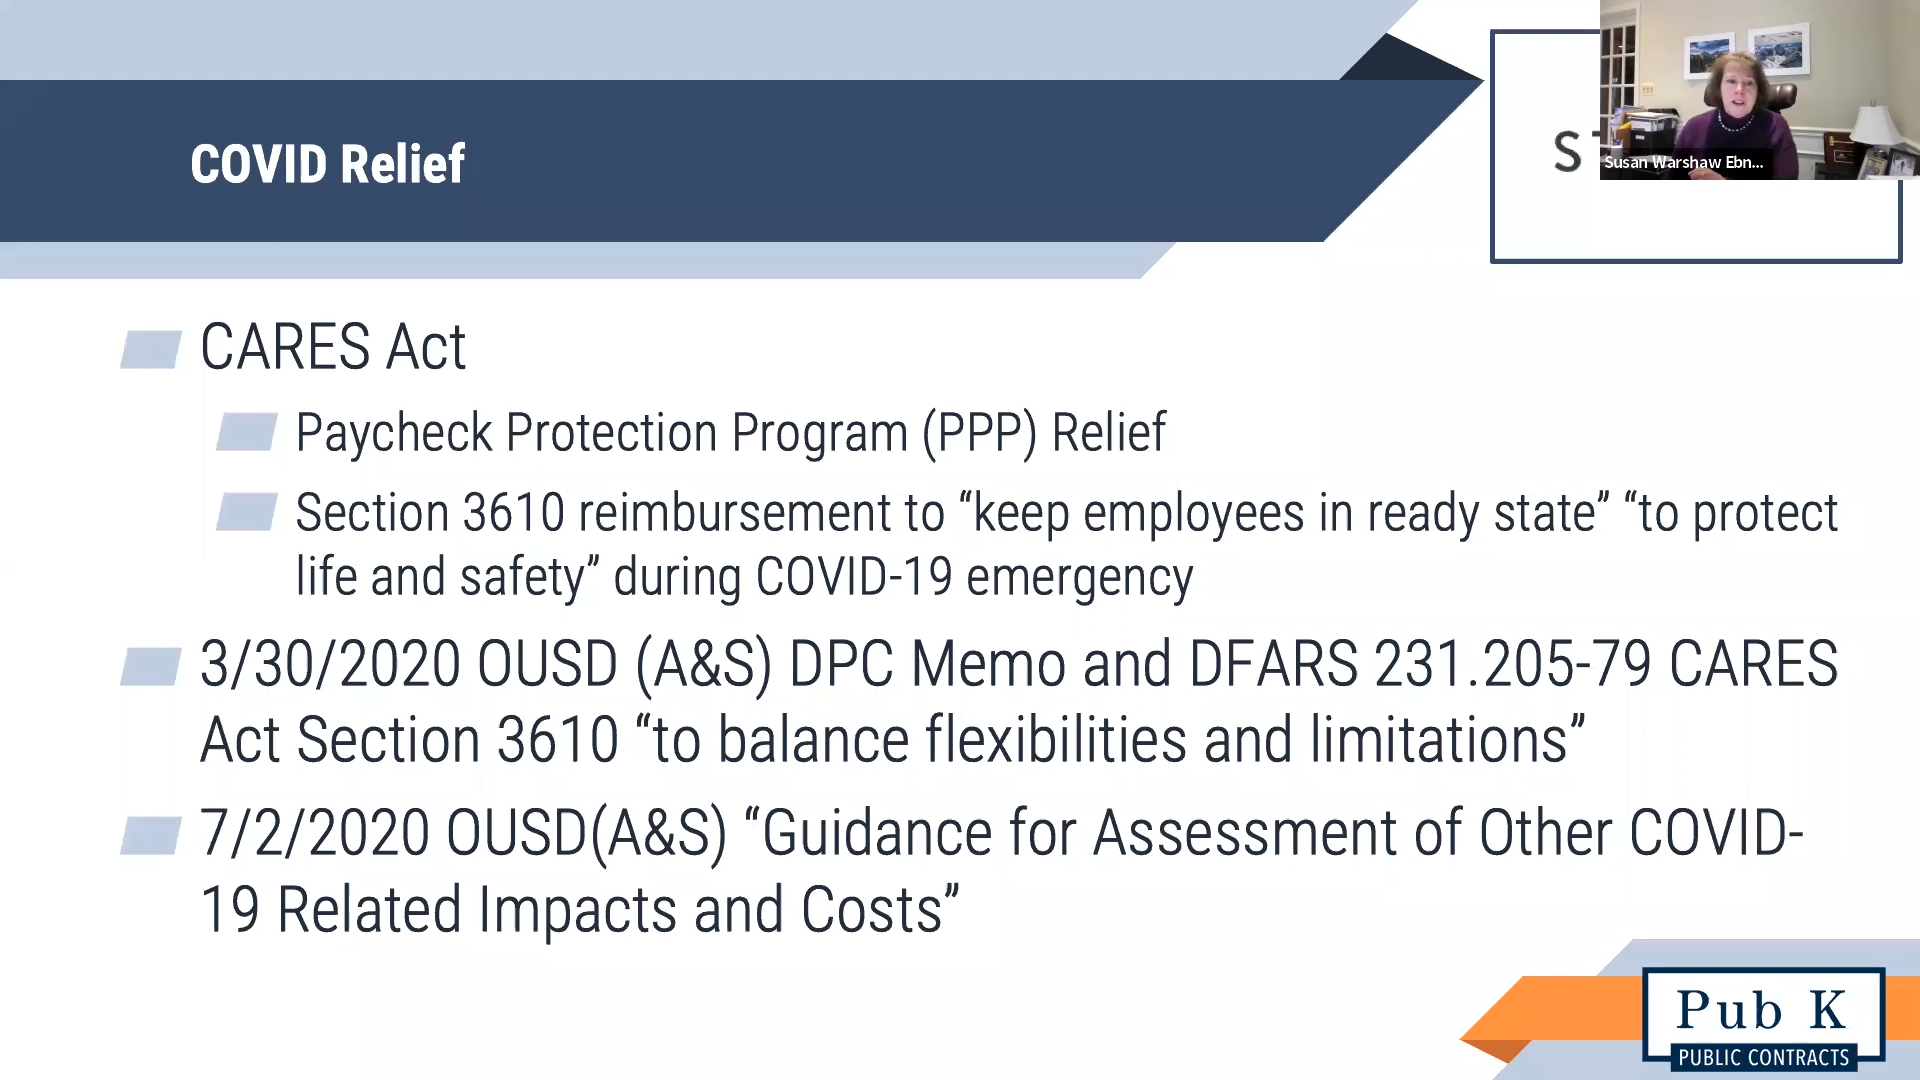 COVID Relief
S
Susan Warshaw Ebn...
CARES Act
Paycheck Protection Program (PPP) Relief
Section 3610 reimbursement to “keep employees in ready state” “to protect
life and safety” during COVID-19 emergency
3/30/2020 OUSD (A&S) DPC Memo and DFARS 231.205-79 CARES
Act Section 3610 “to balance flexibilities and limitations”
7/2/2020 OUSD(A&S) “Guidance for Assessment of Other COVID-
19 Related Impacts and Costs”
Pub K
PUBLIC CONTRACTS